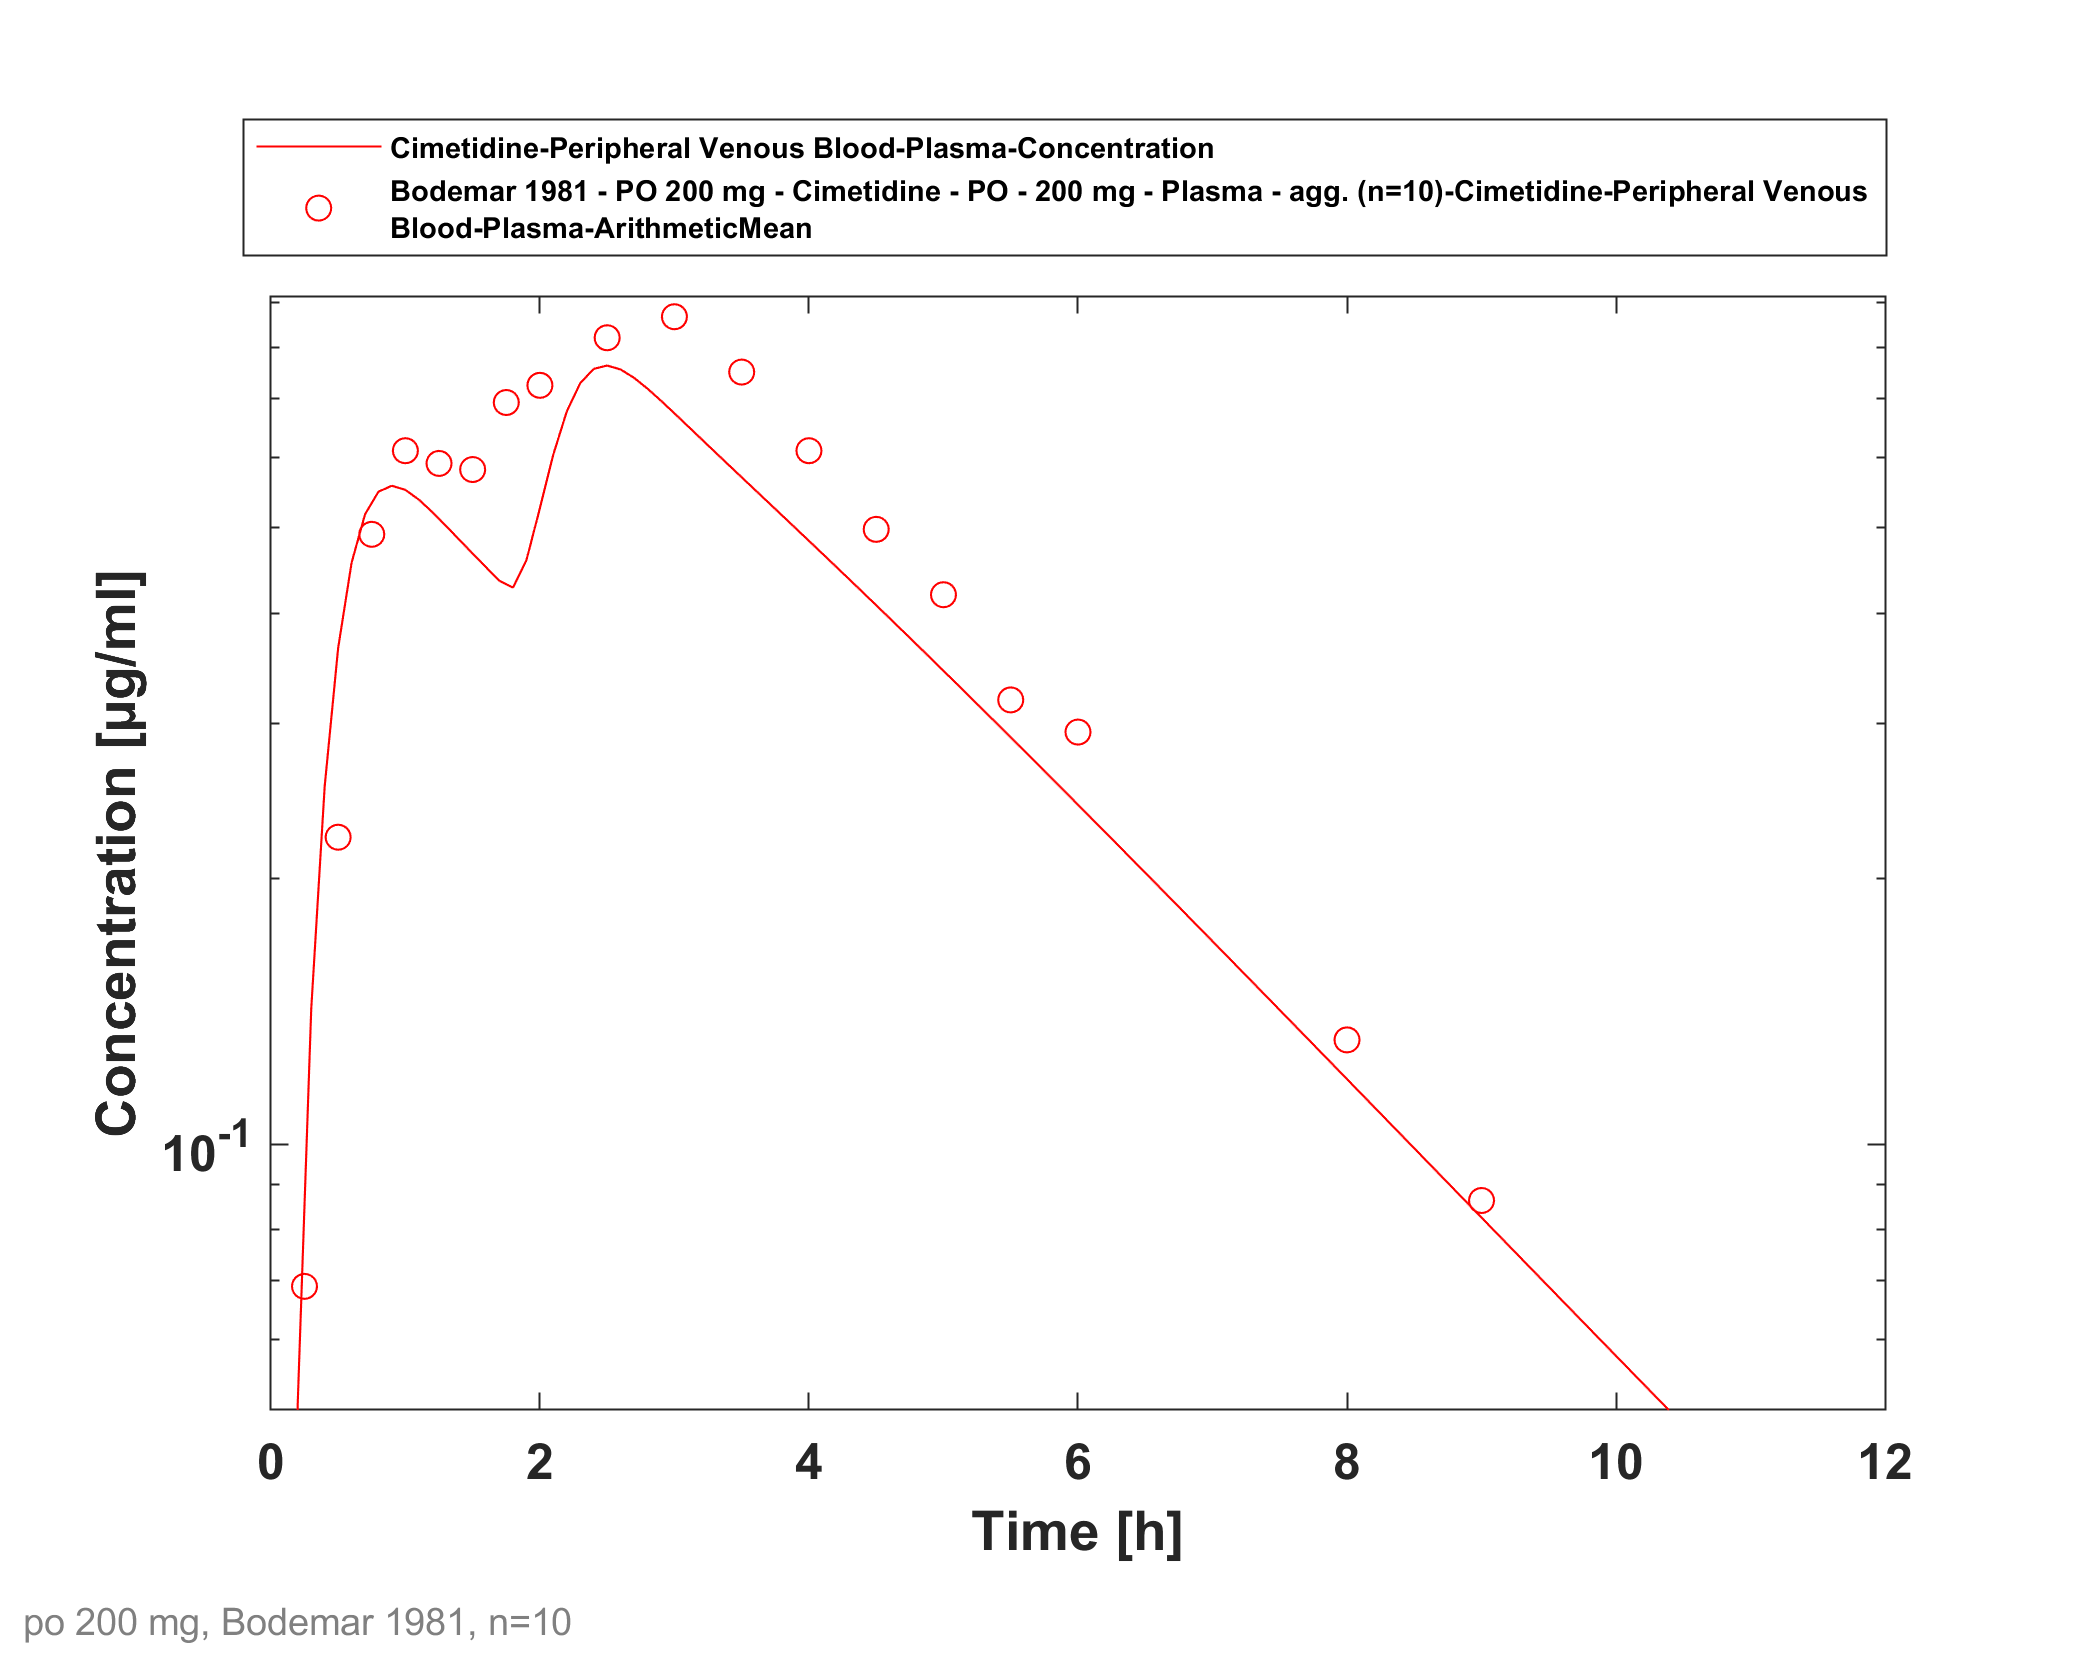 Cimetidine-Peripheral Venous Blood-Plasma-Concentration
Bodemar 1981 - PO 200 mg - Cimetidine - PO - 200 mg - Plasma - agg. (n=10)-Cimetidine-Peripheral Venous
Blood-Plasma-ArithmeticMean
Concentration [µg/ml]
10^-1
0 2 4 6 8 10 12
Time [h]
po 200 mg, Bodemar 1981, n=10